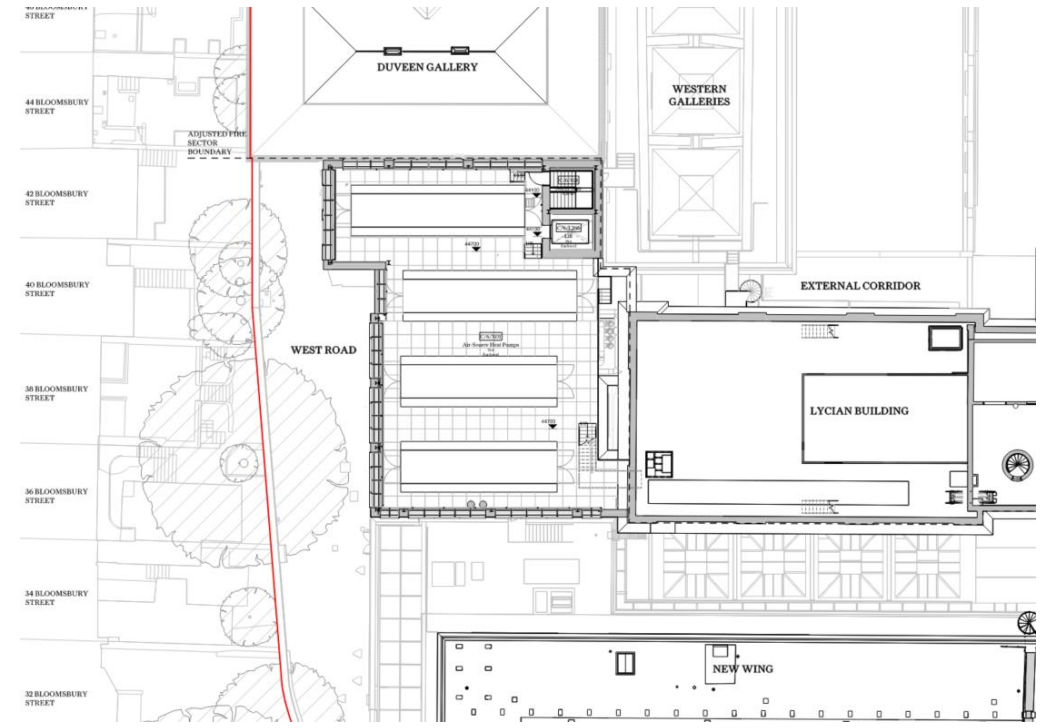 STREET
DUVEEN GALLERY
WESTERN
GALLERIES
44 BLOOMSBURY
STREET
ADJUSTED FIRE
SECTOR
BOUNDARY
42 BLOOMSBURY
STREET
44700
40 BLOOMSBURY
STREET
EXTERNAL CORRIDOR
WEST ROAD
Air Source Heat Pumps
38 BLOOMSBURY
STREET
LYCIAN BUILDING
44700
36 BLOOMSBURY
STREET
34 BLOOMSBURY
STREET
NEW WING
32 BLOOMSBURY
STREET